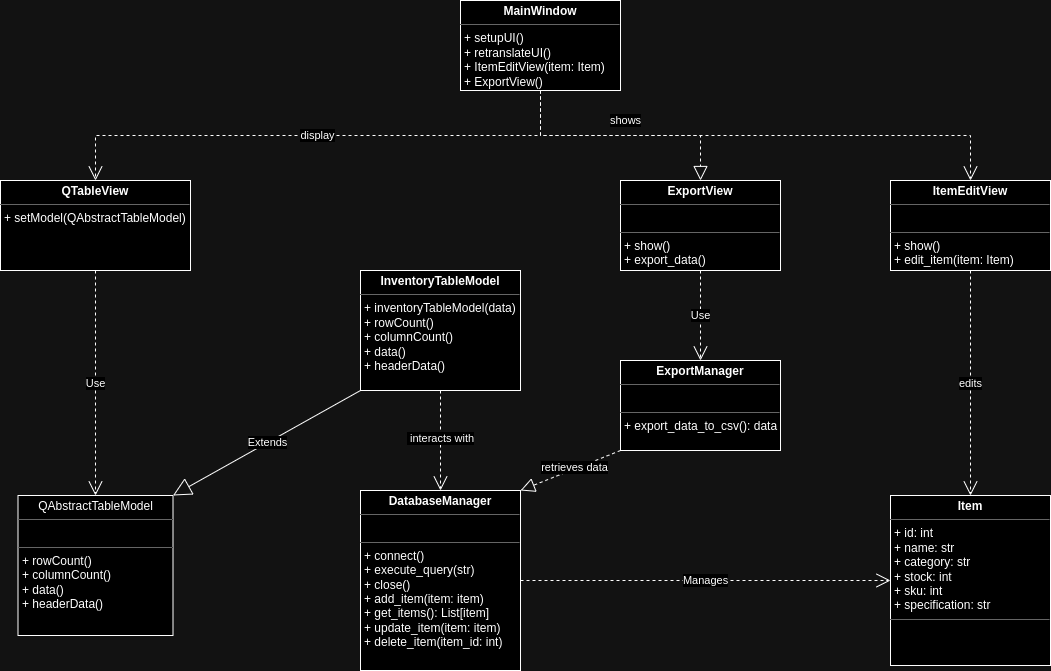 MainWindow
+ setupUI()
+ retranslateUI()
+ ItemEditView(item: Item)
+ ExportView()
display
shows
QTableView
+ setModel(QAbstractTableModel)
ExportView
+ show()
+ export_data()
ItemEditView
+ show()
+ edit_item(item: Item)
InventoryTableModel
+ inventoryTableModel(data)
+ rowCount()
+ columnCount()
+ data()
+ headerData()
Use
Use
ExportManager
+ export_data_to_csv(): data
edits
Extends
interacts with
retrieves data
QAbstractTableModel
+ rowCount()
+ columnCount()
+ data()
+ headerData()
DatabaseManager
+ connect()
+ execute_query(str)
+ close()
+ add_item(item: item)
+ get_items(): List[item]
+ update_item(item: item)
+ delete_item(item_id: int)
Manages
Item
+ id: int
+ name: str
+ category: str
+ stock: int
+ sku: int
+ specification: str